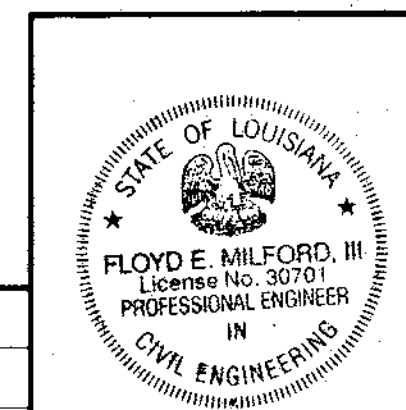 STATE OF LOUISIANA
FLOYD E. MILFORD, III
License No. 30701
PROFESSIONAL ENGINEER
IN
CIVIL ENGINEERING